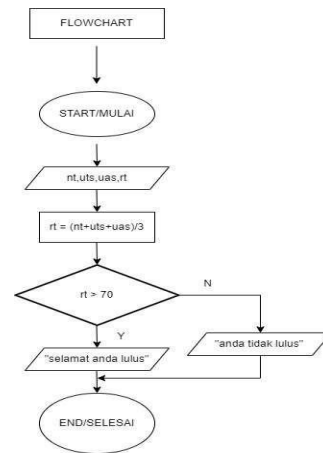 FLOWCHART
START/MULAI
nt,uts,uas,rt
rt = (nt+uts+uas)/3
rt > 70
N
Y
"selamat anda lulus"
"anda tidak lulus"
END/SELESAI